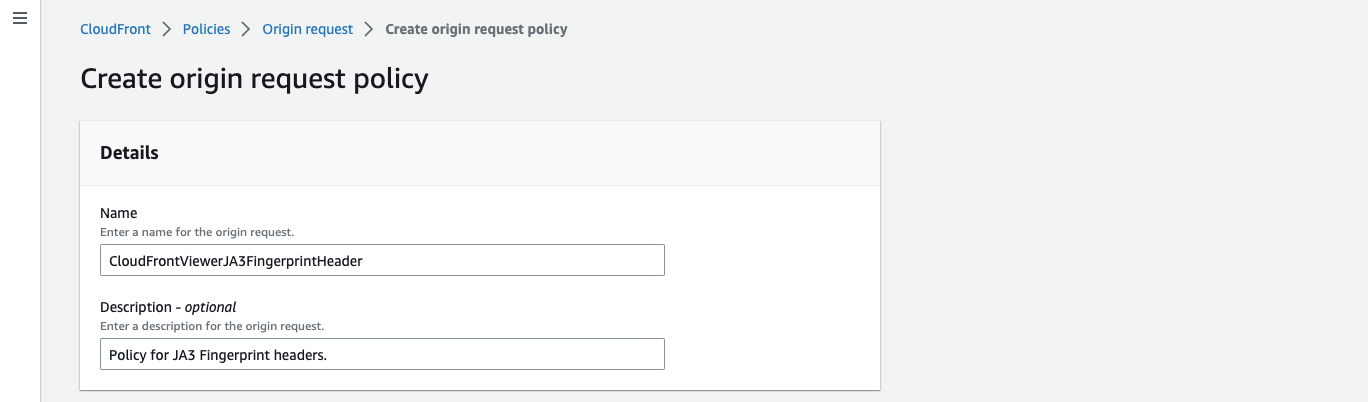 CloudFront > Policies > Origin request > Create origin request policy
Create origin request policy
Details
Name
Enter a name for the origin request.
CloudFrontViewerJA3FingerprintHeader
Description - optional
Enter a description for the origin request.
Policy for JA3 Fingerprint headers.